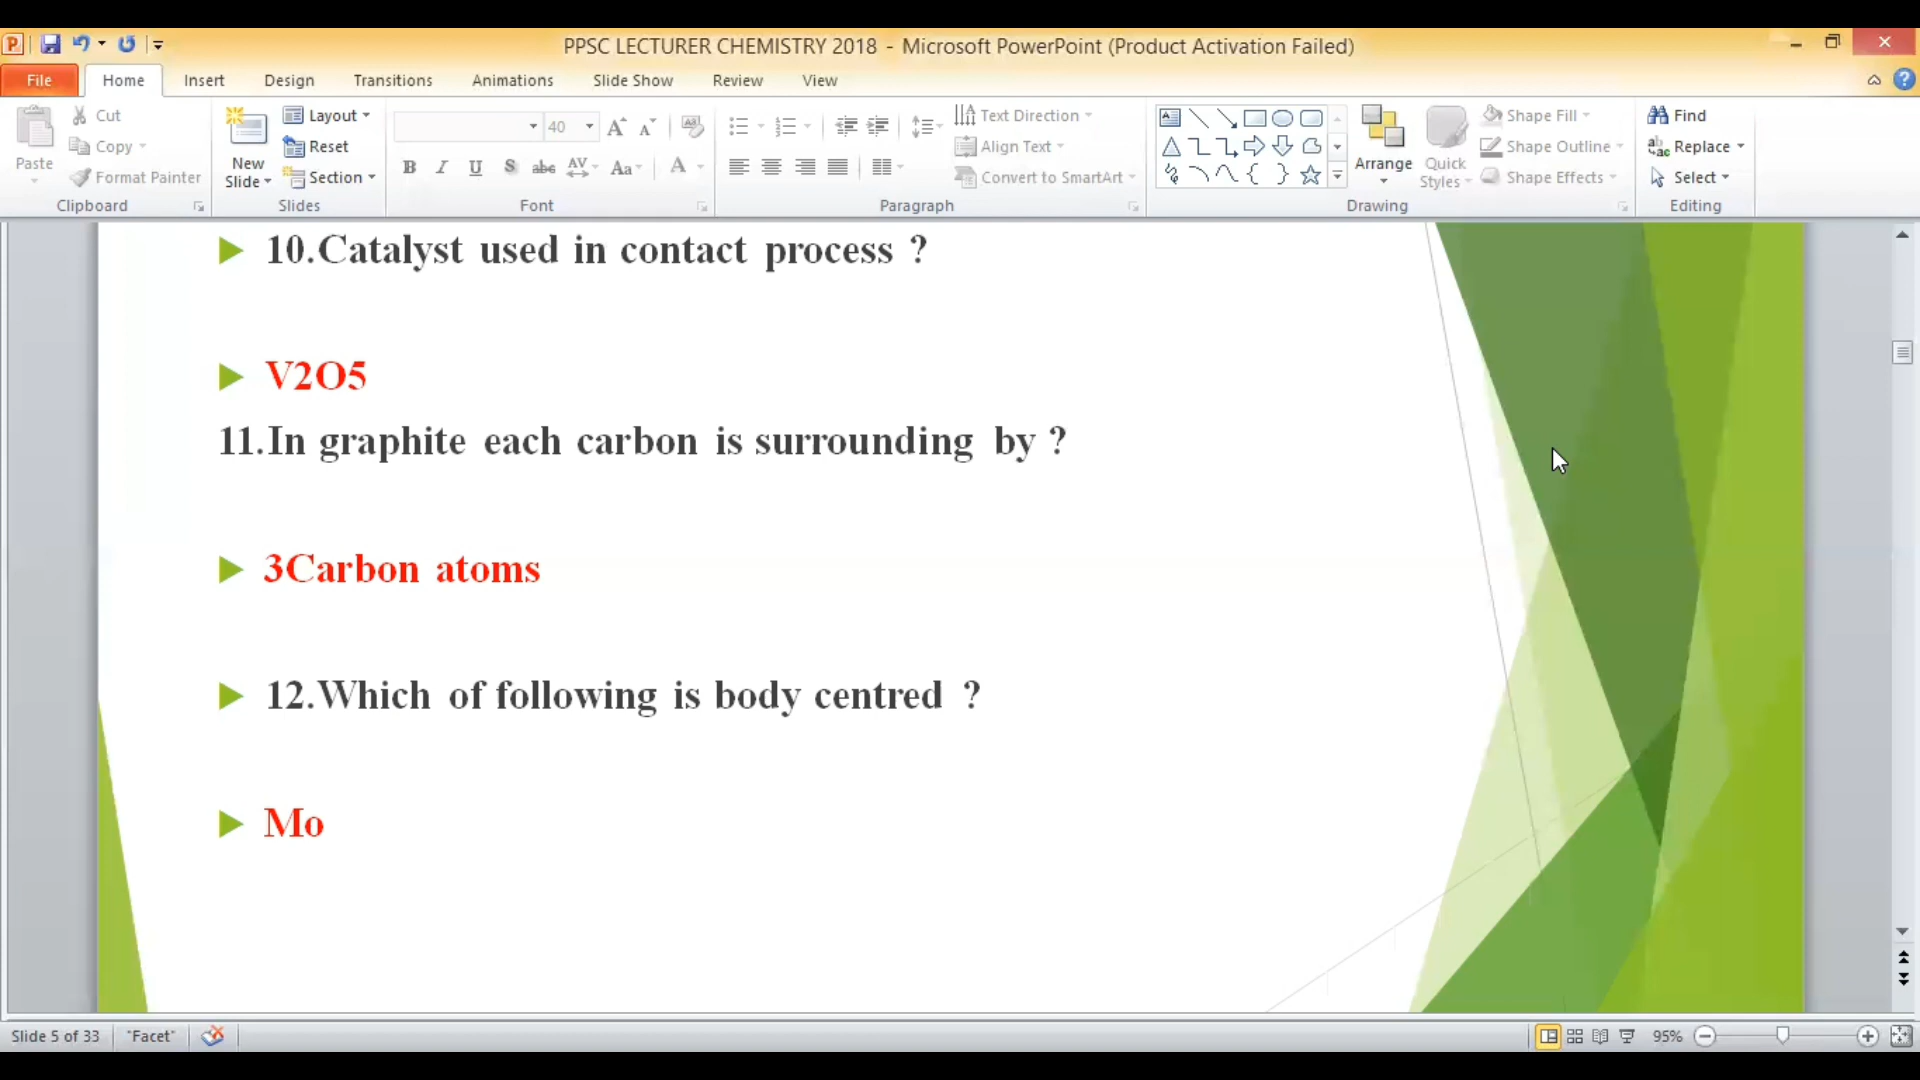 PPSC LECTURER CHEMISTRY 2018 - Microsoft PowerPoint (Product Activation Failed)
File Home Insert Design Transitions Animations Slide Show Review View
Paste
Cut
Copy
Format Painter
Clipboard
New Slide
Layout
Reset
Section
Slides
40
Font
Text Direction
Align Text
Convert to SmartArt
Paragraph
Arrange
Quick Styles
Shape Fill
Shape Outline
Shape Effects
Drawing
Find
Replace
Select
Editing
10.Catalyst used in contact process ?
V2O5
11.In graphite each carbon is surrounding by ?
3Carbon atoms
12.Which of following is body centred ?
Mo
Slide 5 of 33 "Facet" 95%